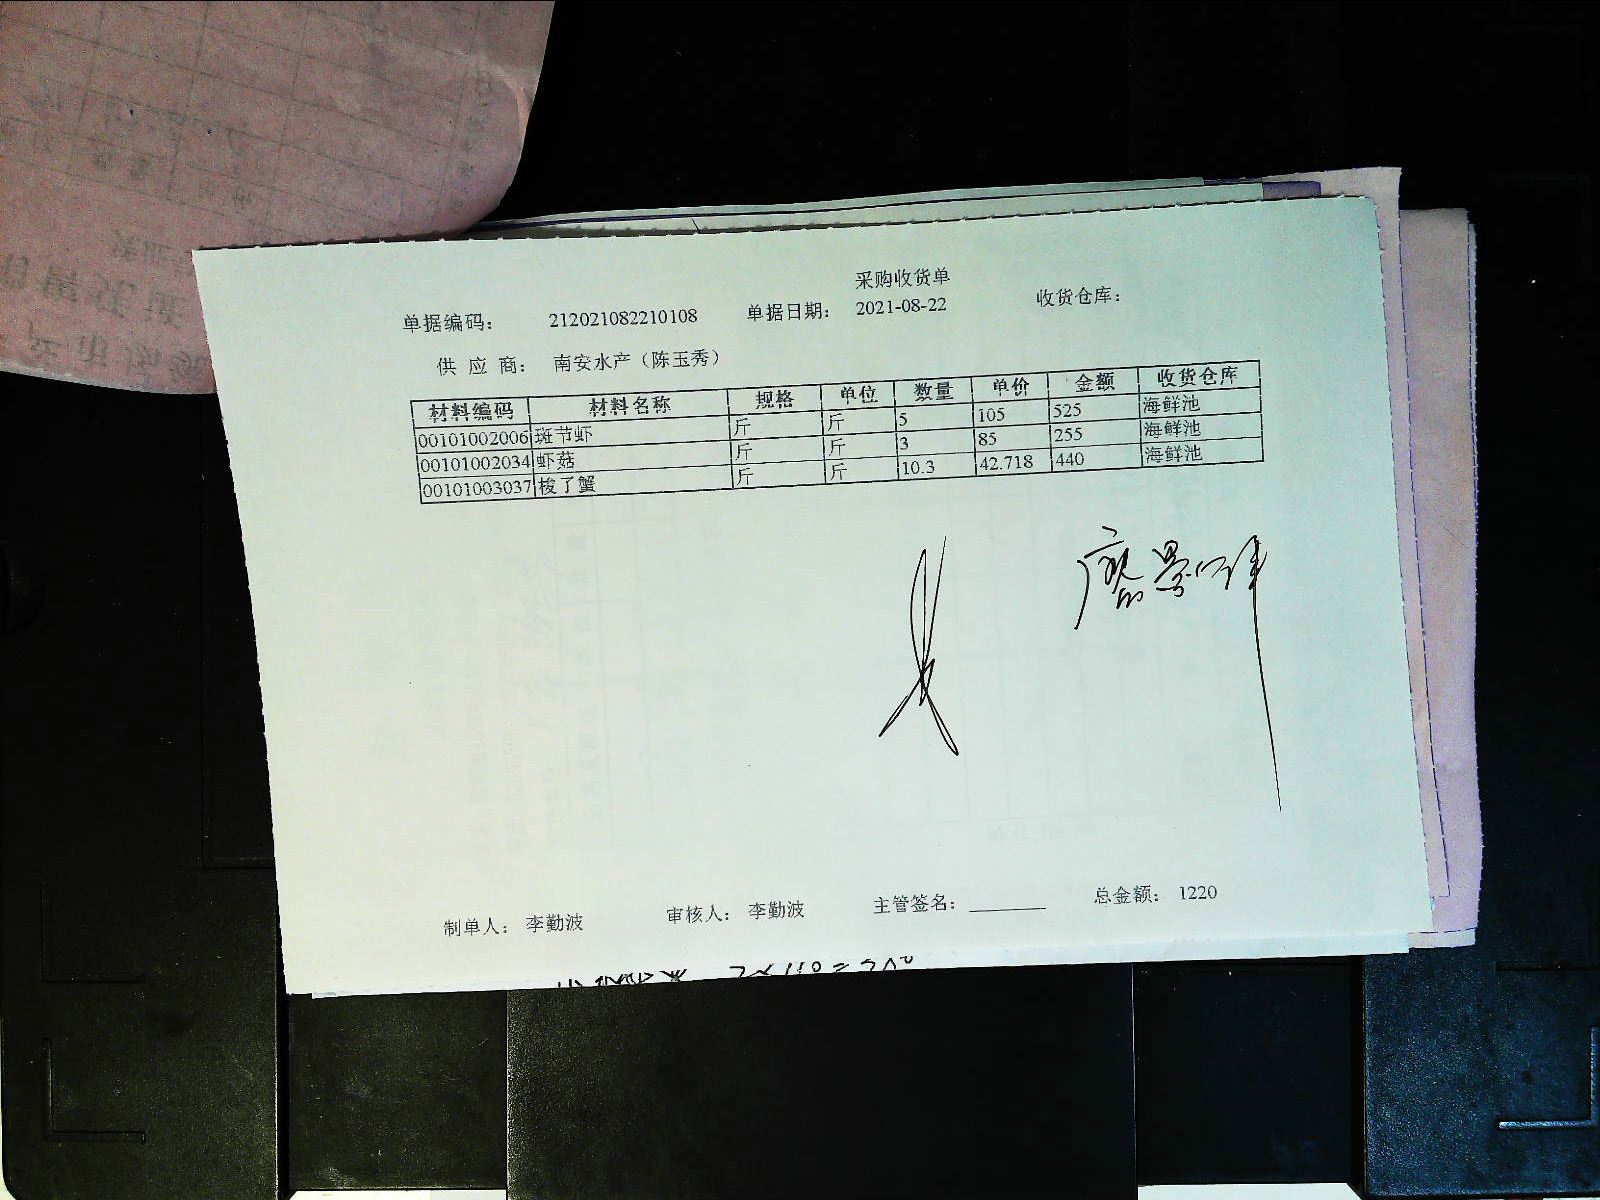 采购收货单
单据编码: 212021082210108 单据日期: 2021-08-22 收货仓库:
供 应 商: 南安水产（陈玉秀）
材料编码 材料名称 规格 单位 数量 单价 金额 收货仓库
00101002006 斑节虾 斤 斤 5 105 525 海鲜池
00101002034 虾菇 斤 斤 3 85 255 海鲜池
00101003037 梭了蟹 斤 斤 10.3 42.718 440 海鲜池
制单人: 李勤波 审核人: 李勤波 主管签名: 总金额: 1220